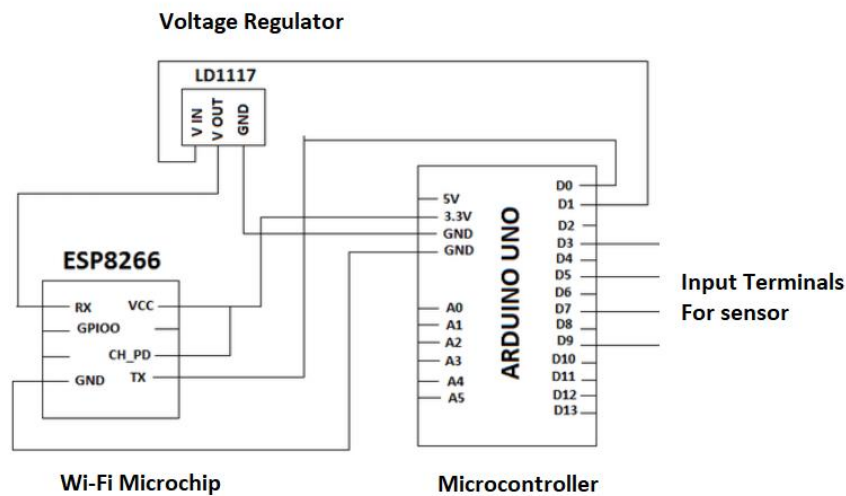 Voltage Regulator
LD1117
V IN
V OUT
GND
ESP8266
RX
VCC
GPIOO
CH_PD
GND
TX
Wi-Fi Microchip
5V
3.3V
GND
GND
A0
A1
A2
A3
A4
A5
ARDUINO UNO
D0
D1
D2
D3
D4
D5
D6
D7
D8
D9
D10
D11
D12
D13
Microcontroller
Input Terminals
For sensor